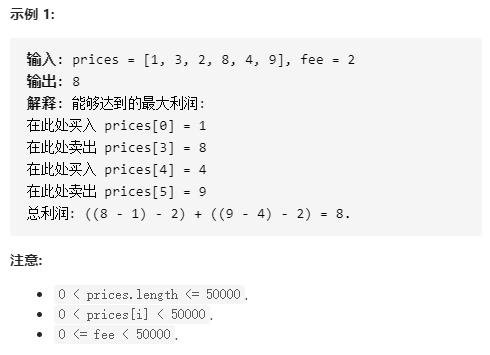 示例 1:
输入: prices = [1, 3, 2, 8, 4, 9], fee = 2
输出: 8
解释: 能够达到的最大利润:
在此处买入 prices[0] = 1
在此处卖出 prices[3] = 8
在此处买入 prices[4] = 4
在此处卖出 prices[5] = 9
总利润: ((8 - 1) - 2) + ((9 - 4) - 2) = 8.
注意:
0 < prices.length <= 50000.
0 < prices[i] < 50000.
0 <= fee < 50000.